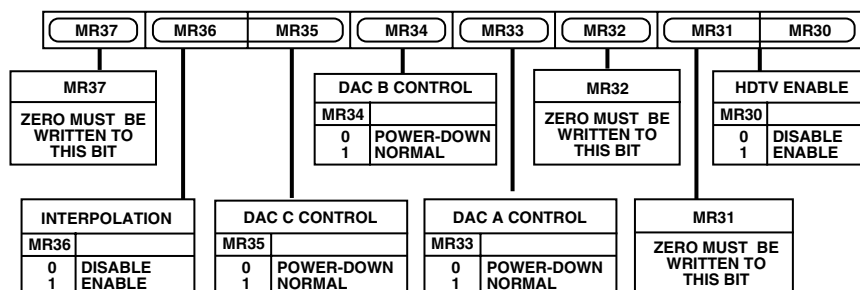 MR37 MR36 MR35 MR34 MR33 MR32 MR31 MR30
MR37
ZERO MUST BE
WRITTEN TO
THIS BIT
DAC B CONTROL
MR34
0 POWER-DOWN
1 NORMAL
MR32
ZERO MUST BE
WRITTEN TO
THIS BIT
HDTV ENABLE
MR30
0 DISABLE
1 ENABLE
INTERPOLATION
MR36
0 DISABLE
1 ENABLE
DAC C CONTROL
MR35
0 POWER-DOWN
1 NORMAL
DAC A CONTROL
MR33
0 POWER-DOWN
1 NORMAL
MR31
ZERO MUST BE
WRITTEN TO
THIS BIT